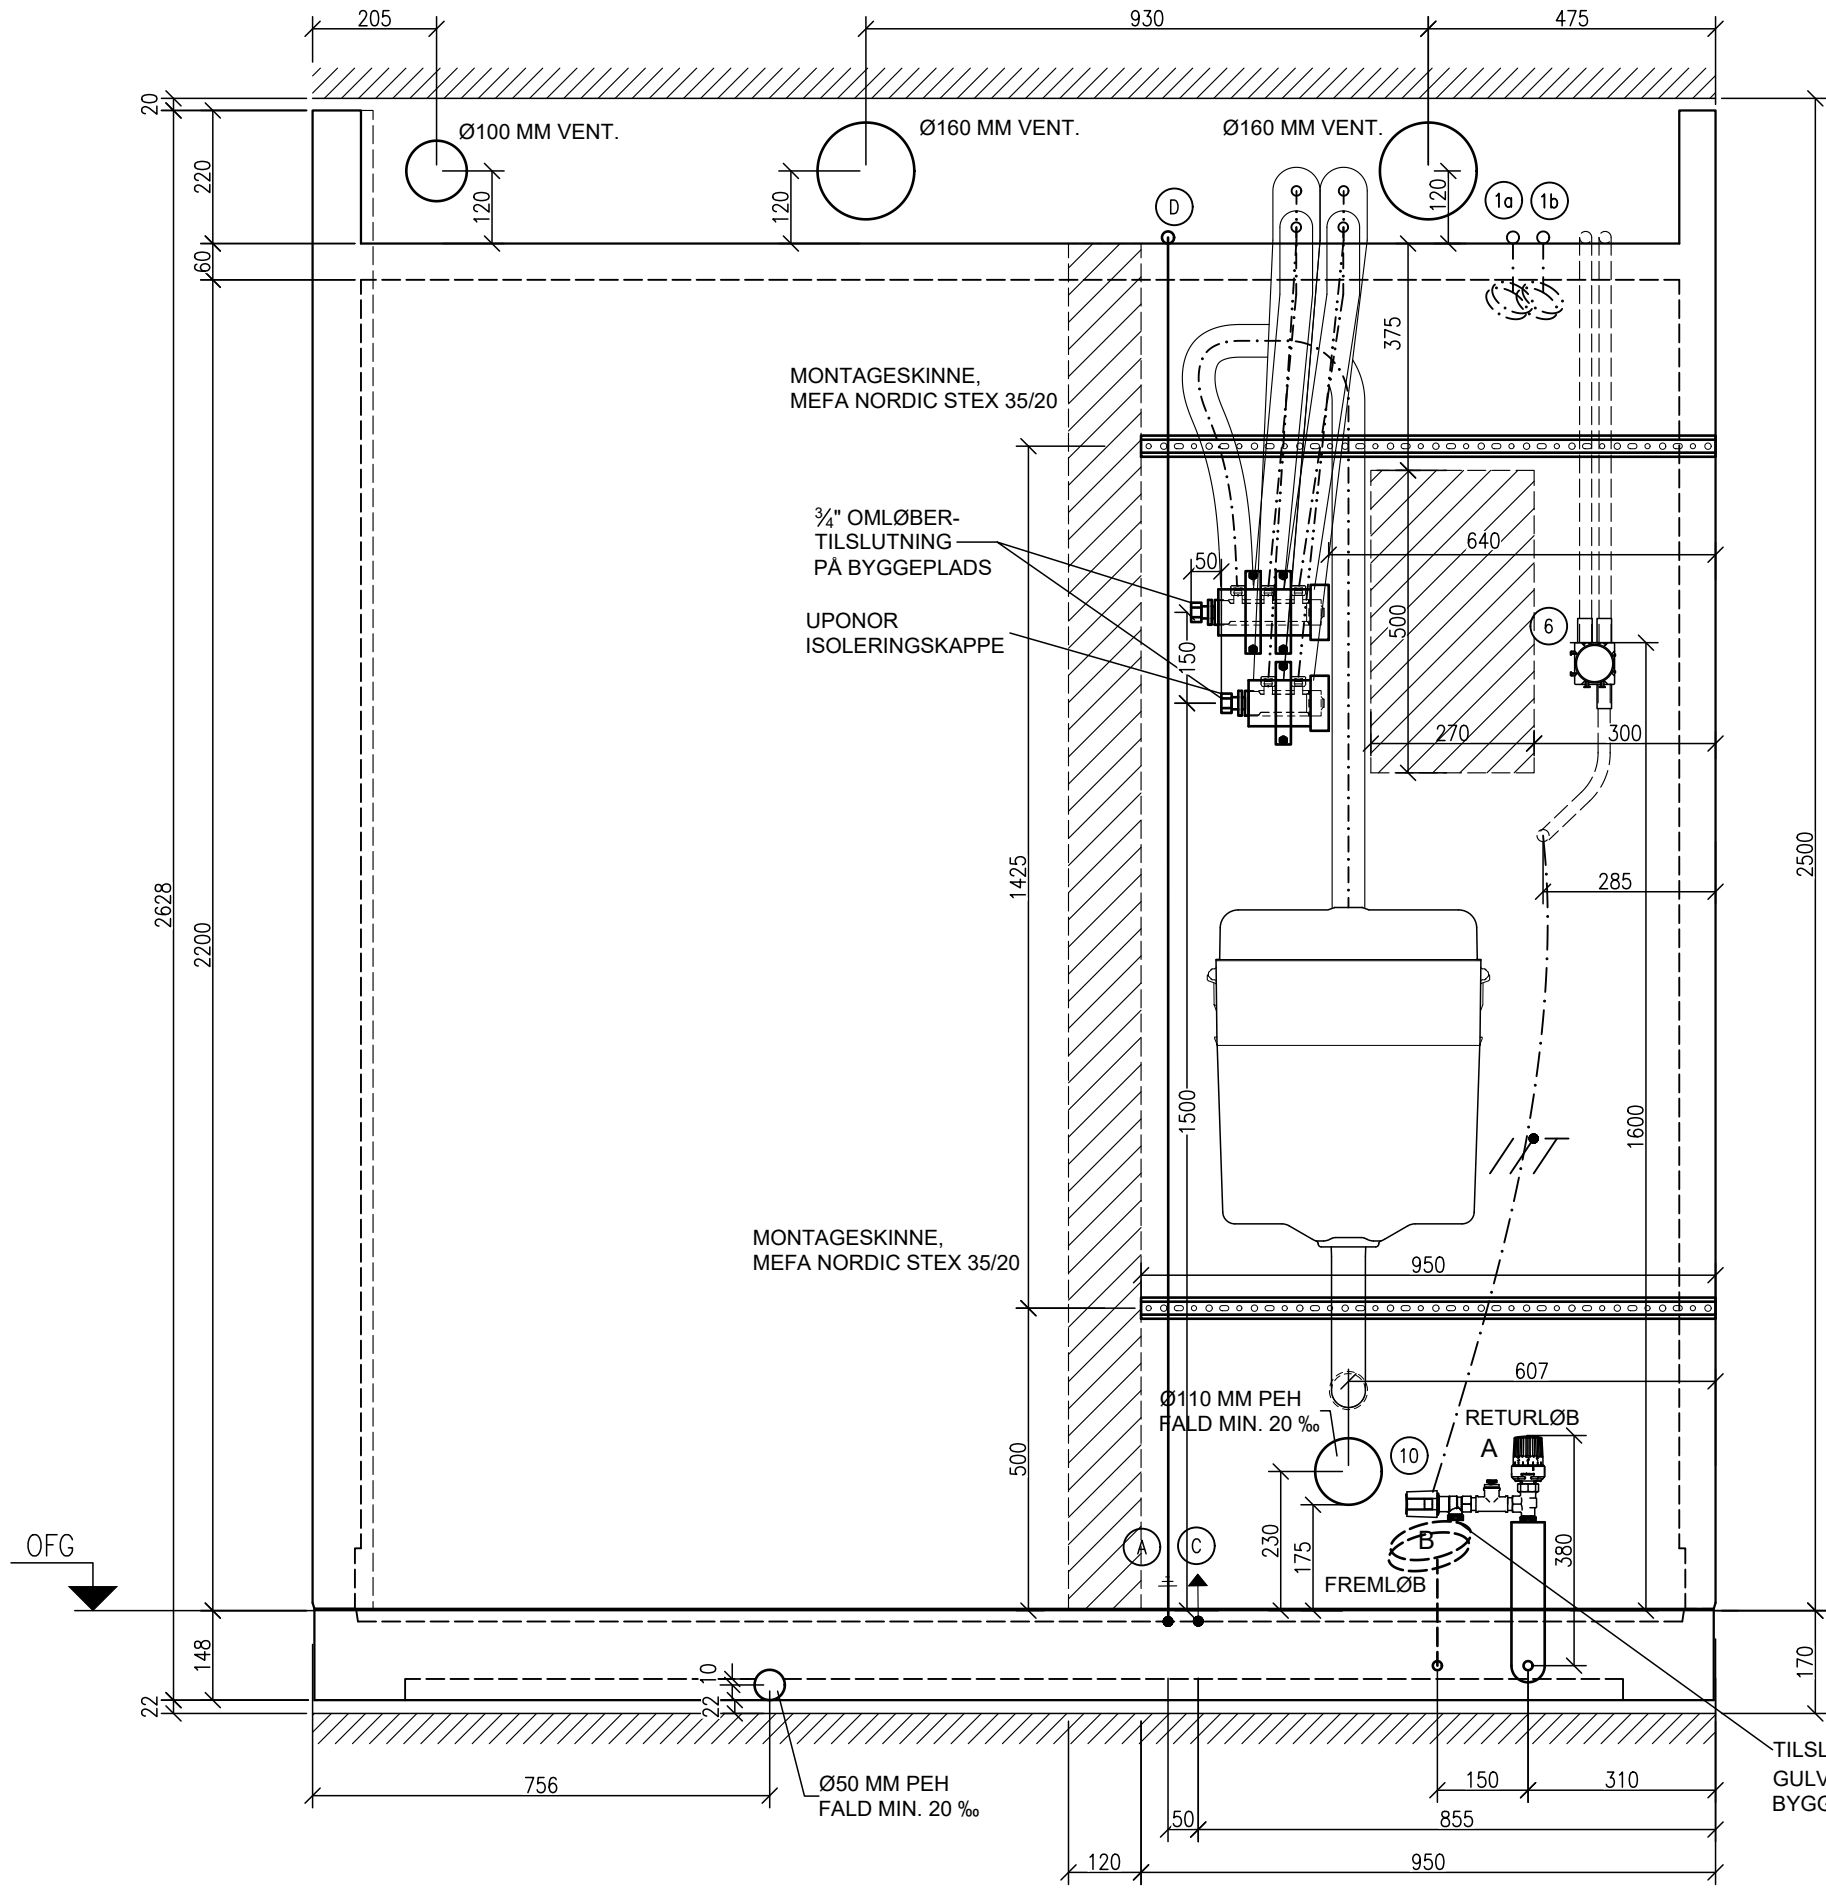 205
930
475
20
Ø100 MM VENT.
Ø160 MM VENT.
Ø160 MM VENT.
220
120
120
120
D
1a
1b
60
375
MONTAGESKINNE,
MEFA NORDIC STEX 35/20
¾" OMLØBER-
TILSLUTNING
PÅ BYGGEPLADS
50
640
500
6
UPONOR
ISOLERINGSKAPPE
150
270
300
1425
2500
2628
2200
285
1500
1600
MONTAGESKINNE,
MEFA NORDIC STEX 35/20
950
607
Ø110 MM PEH
FALD MIN. 20 ‰
RETURLØB
A
10
500
230
175
380
OFG
A
C
B
FREMLØB
148
10
22
22
170
756
Ø50 MM PEH
FALD MIN. 20 ‰
150
310
TILSL
GULV
BYGG
50
855
120
950